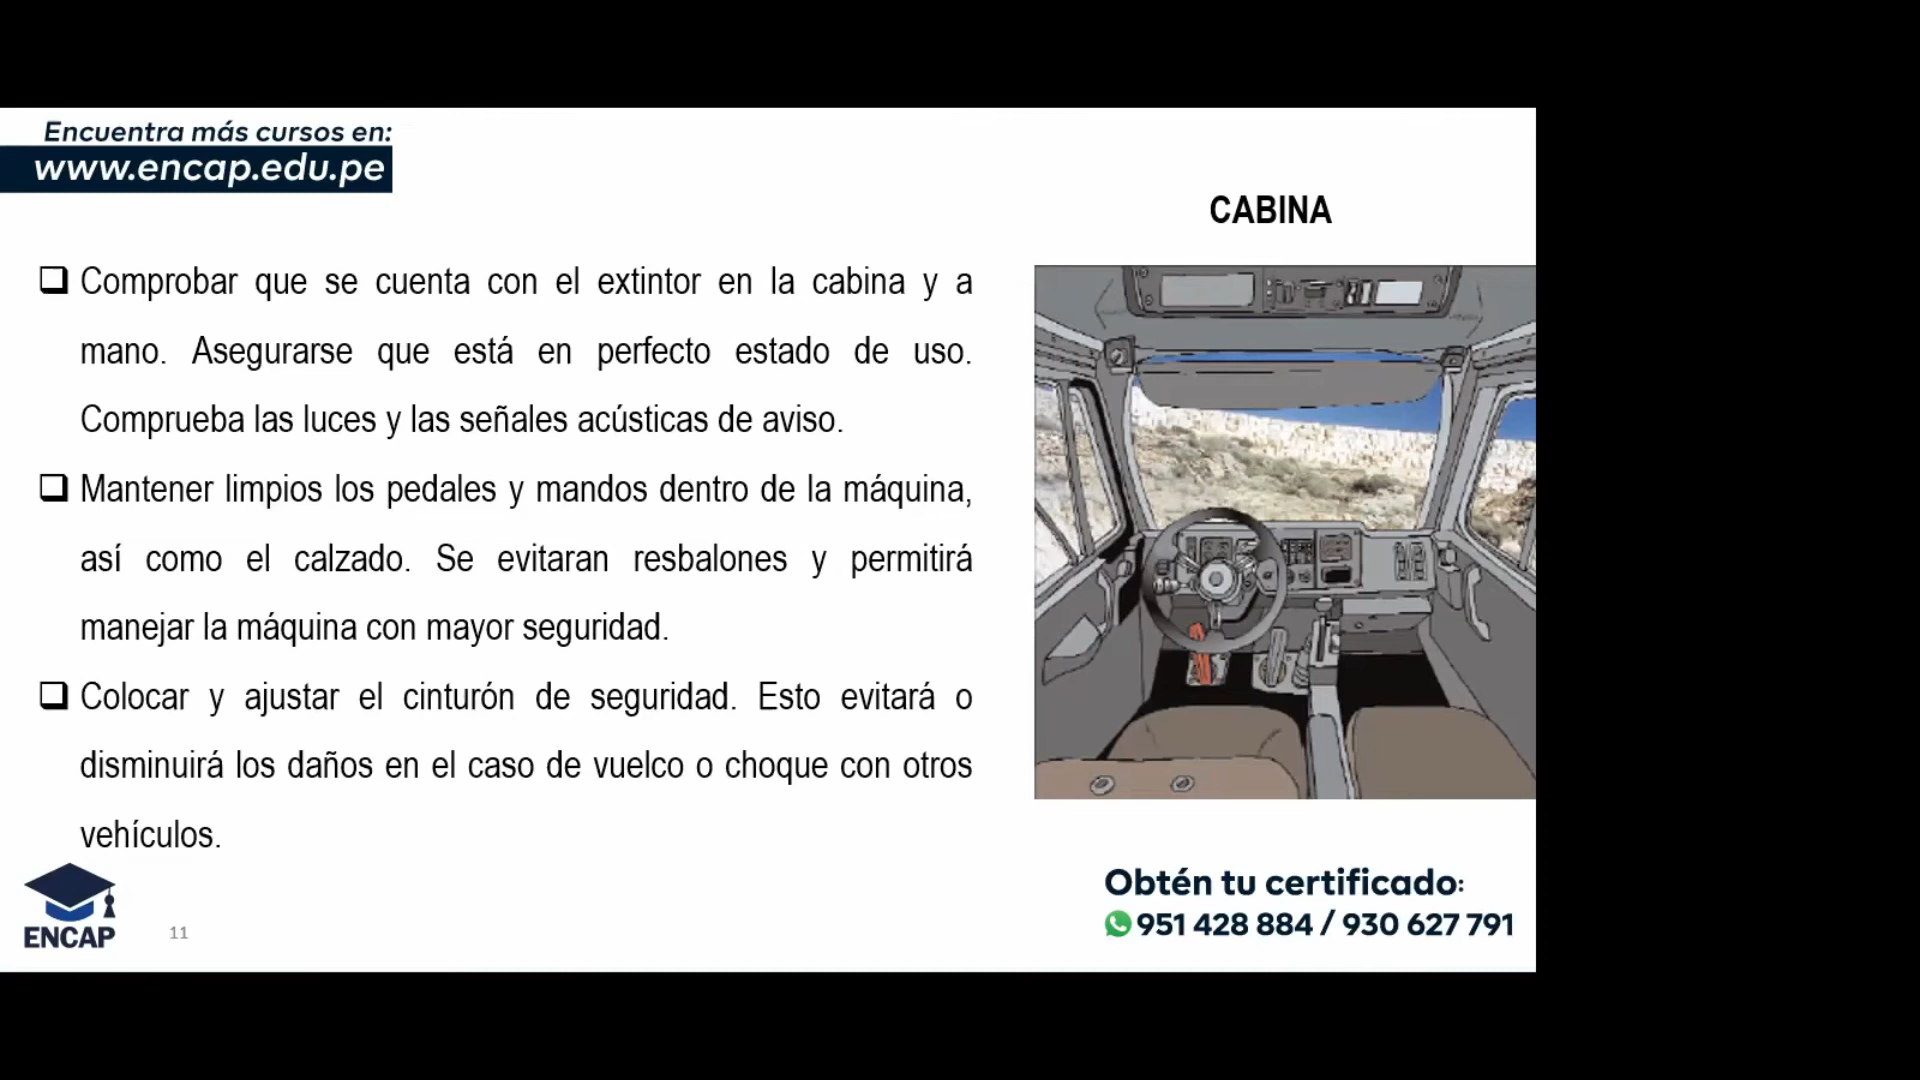 Encuentra más cursos en:
www.encap.edu.pe
CABINA
❑ Comprobar que se cuenta con el extintor en la cabina y a
mano. Asegurarse que está en perfecto estado de uso.
Comprueba las luces y las señales acústicas de aviso.
❑ Mantener limpios los pedales y mandos dentro de la máquina,
así como el calzado. Se evitaran resbalones y permitirá
manejar la máquina con mayor seguridad.
❑ Colocar y ajustar el cinturón de seguridad. Esto evitará o
disminuirá los daños en el caso de vuelco o choque con otros
vehículos.
ENCAP
11
Obtén tu certificado:
951 428 884 / 930 627 791